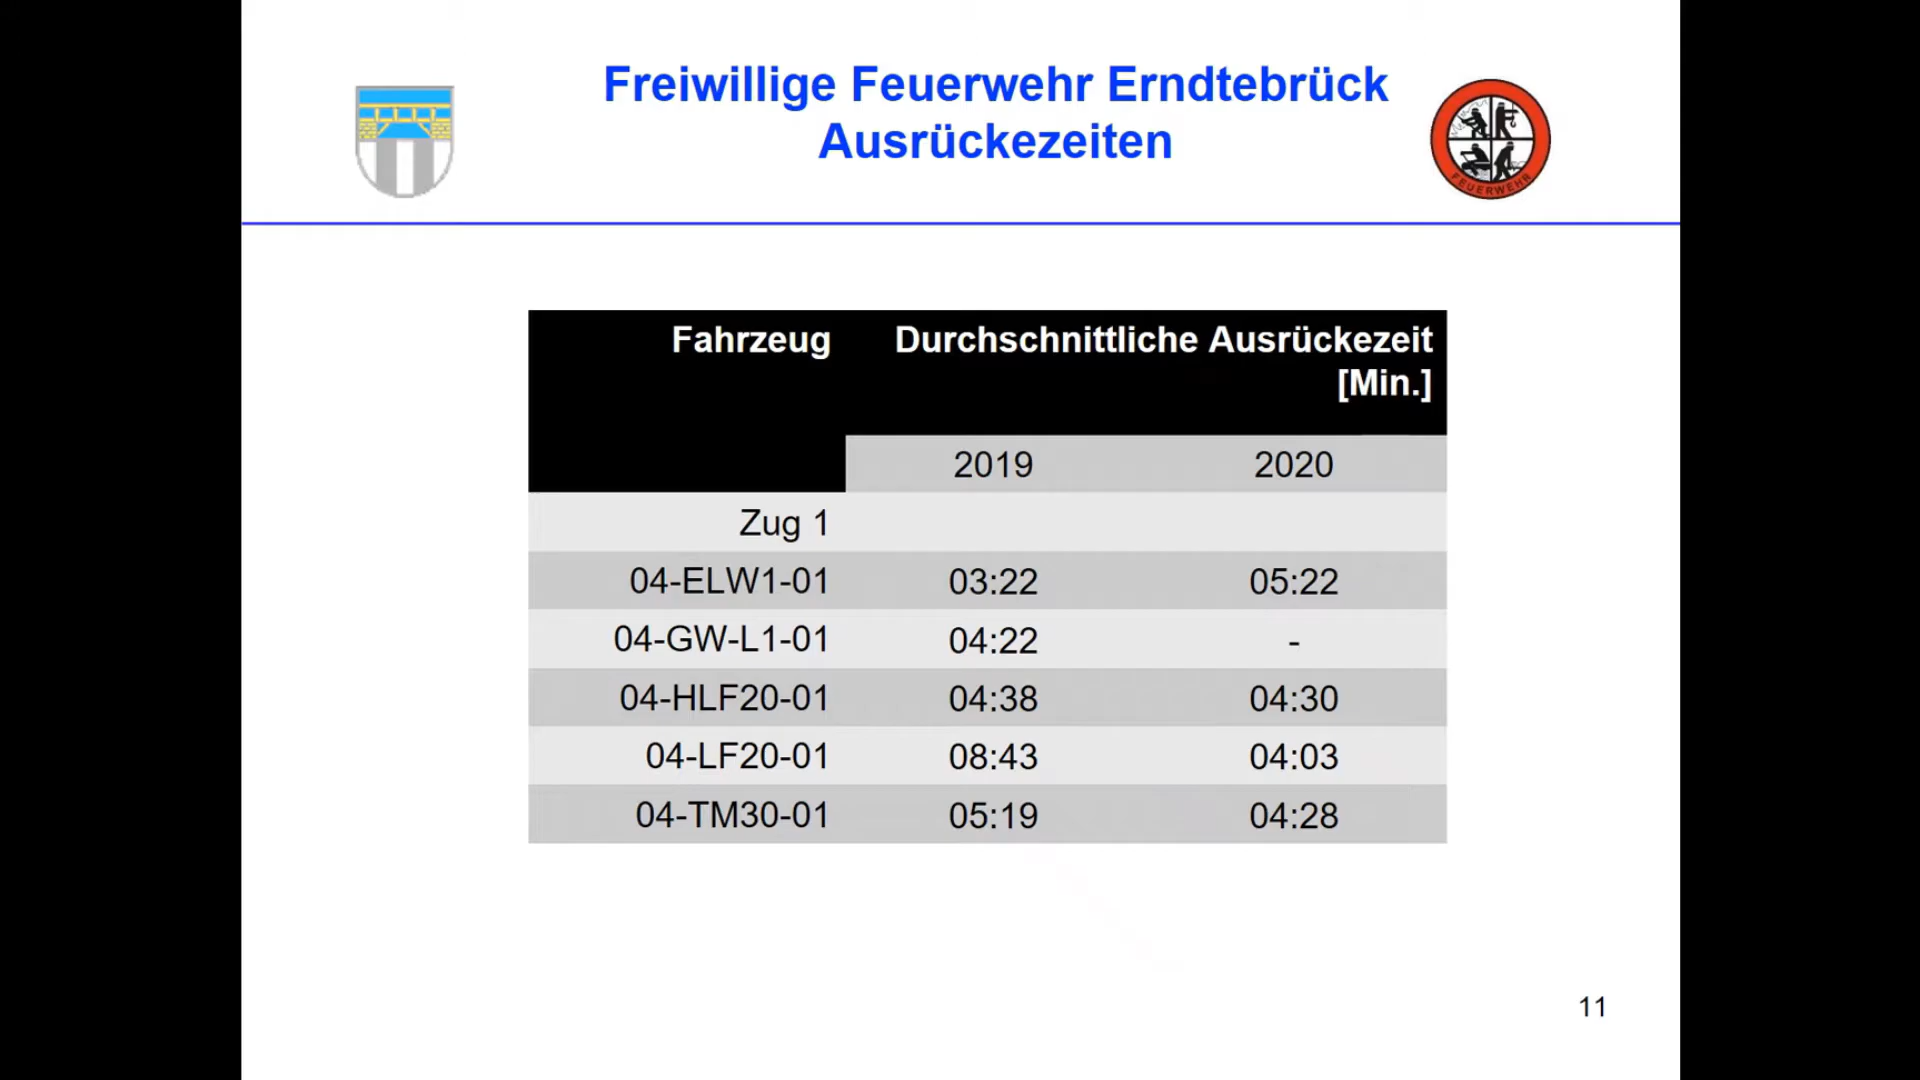 Freiwillige Feuerwehr Erndtebrück
Ausrückezeiten
FEUERWEHR
Fahrzeug Durchschnittliche Ausrückezeit
[Min.]
2019 2020
Zug 1
04-ELW1-01 03:22 05:22
04-GW-L1-01 04:22 -
04-HLF20-01 04:38 04:30
04-LF20-01 08:43 04:03
04-TM30-01 05:19 04:28
11